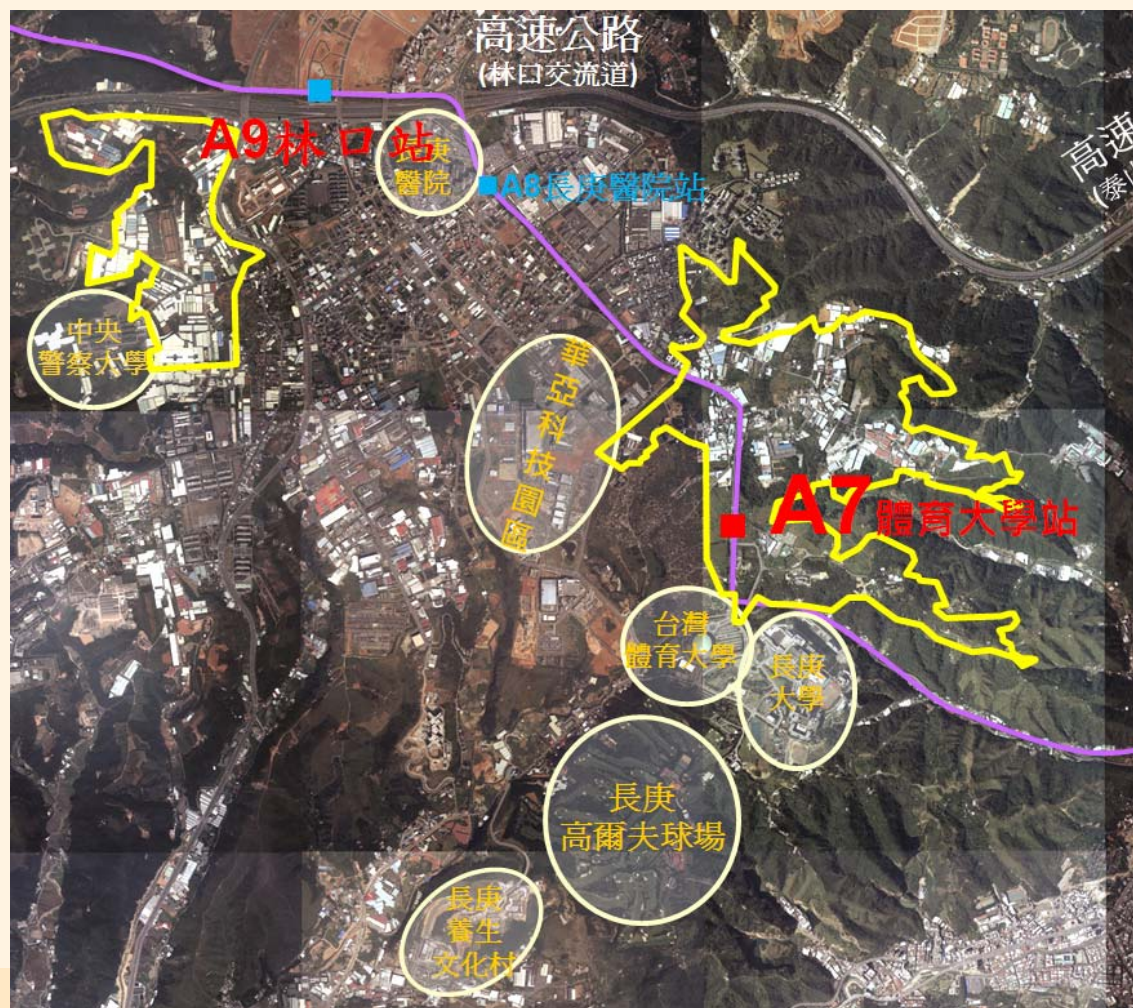 高速公路
(林口交流道)
高速
(泰山
A9林口站
長庚
醫院
A8長庚醫院站
中央
警察大學
華亞科技園區
A7體育大學站
台灣
體育大學
長庚
大學
長庚
高爾夫球場
長庚
養生
文化村